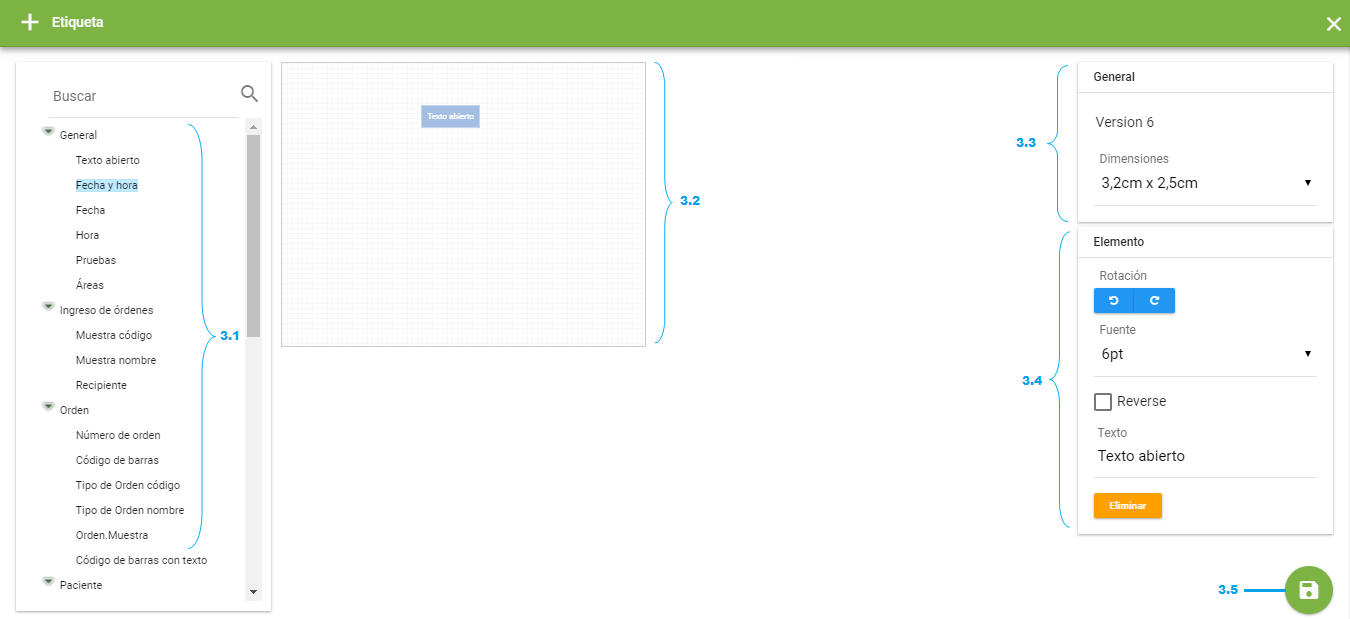 Etiqueta
Buscar
General
Texto abierto
Fecha y hora
Fecha
Hora
Pruebas
Áreas
Ingreso de órdenes
Muestra código
Muestra nombre
Recipiente
Orden
Número de orden
Código de barras
Tipo de Orden código
Tipo de Orden nombre
Orden.Muestra
Código de barras con texto
Paciente
3.1
Texto abierto
3.2
3.3
General
Version 6
Dimensiones
3,2cm x 2,5cm
3.4
Elemento
Rotación
Fuente
6pt
Reverse
Texto
Texto abierto
Eliminar
3.5